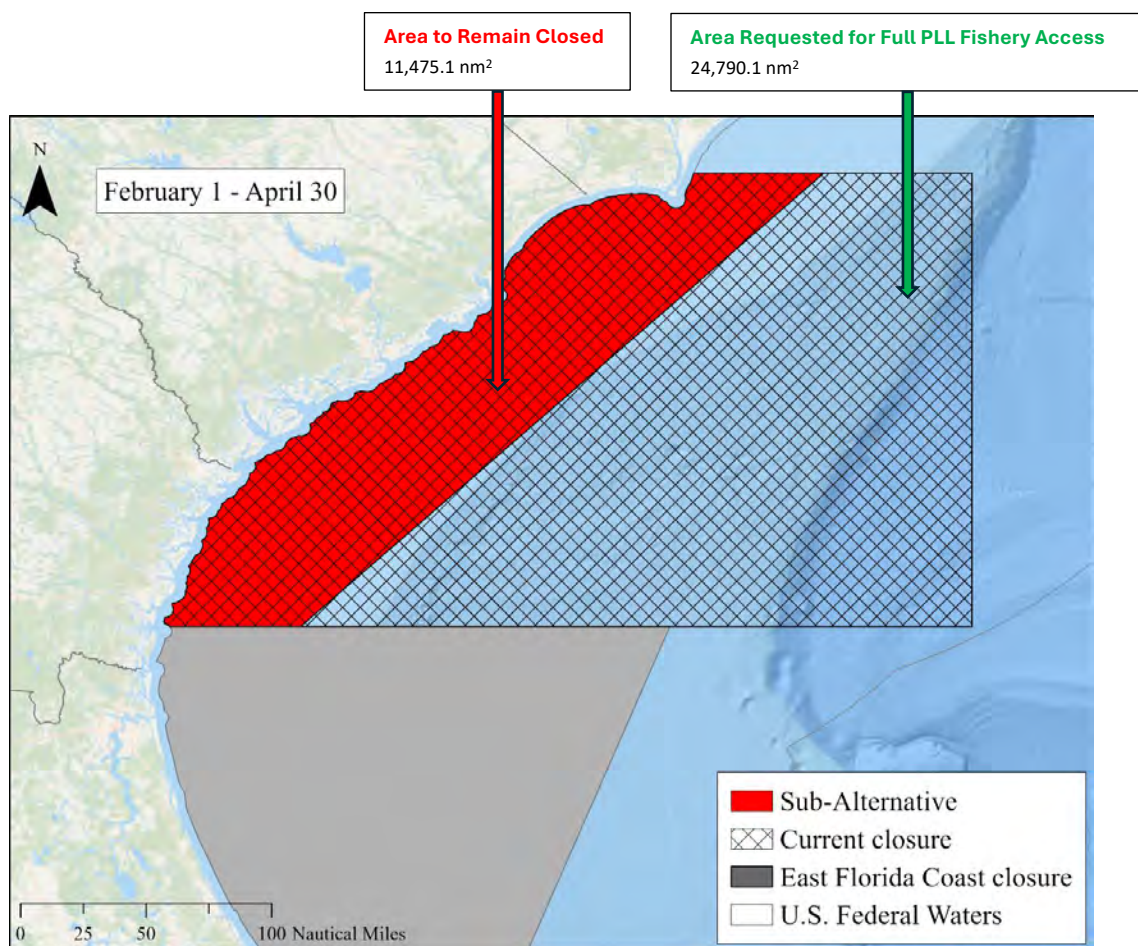 Area to Remain Closed
11,475.1 nm²
Area Requested for Full PLL Fishery Access
24,790.1 nm²
N
February 1 - April 30
Sub-Alternative
Current closure
East Florida Coast closure
U.S. Federal Waters
0 25 50 100 Nautical Miles